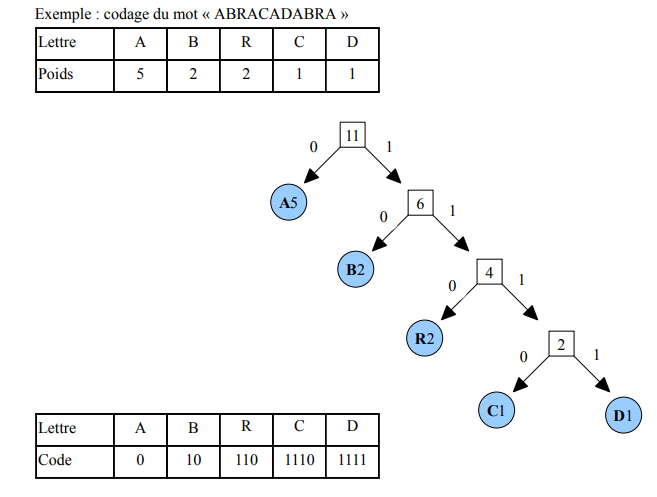 Exemple : codage du mot « ABRACADABRA »
Lettre A B R C D
Poids 5 2 2 1 1
11
0 1
A5 6
0 1
B2 4
0 1
R2 2
0 1
C1 D1
Lettre A B R C D
Code 0 10 110 1110 1111